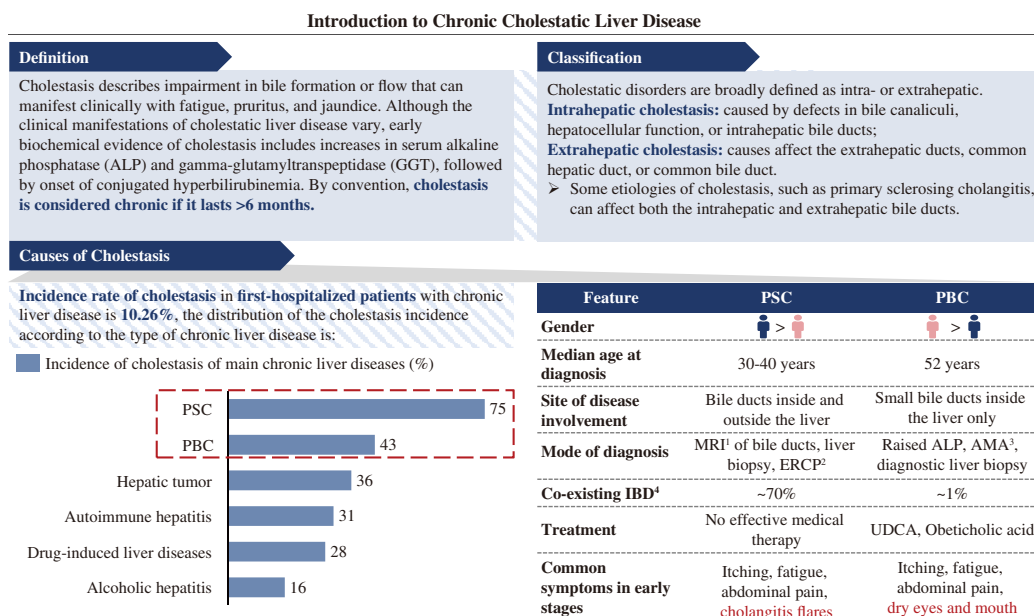 Introduction to Chronic Cholestatic Liver Disease
Definition
Cholestasis describes impairment in bile formation or flow that can
manifest clinically with fatigue, pruritus, and jaundice. Although the
clinical manifestations of cholestatic liver disease vary, early
biochemical evidence of cholestasis includes increases in serum alkaline
phosphatase (ALP) and gamma-glutamyltranspeptidase (GGT), followed
by onset of conjugated hyperbilirubinemia. By convention, cholestasis
is considered chronic if it lasts >6 months.
Classification
Cholestatic disorders are broadly defined as intra- or extrahepatic.
Intrahepatic cholestasis: caused by defects in bile canaliculi,
hepatocellular function, or intrahepatic bile ducts;
Extrahepatic cholestasis: causes affect the extrahepatic ducts, common
hepatic duct, or common bile duct.
➢ Some etiologies of cholestasis, such as primary sclerosing cholangitis,
can affect both the intrahepatic and extrahepatic bile ducts.
Causes of Cholestasis
Incidence rate of cholestasis in first-hospitalized patients with chronic
liver disease is 10.26%, the distribution of the cholestasis incidence
according to the type of chronic liver disease is:
Incidence of cholestasis of main chronic liver diseases (%)
PSC 75
PBC 43
Hepatic tumor 36
Autoimmune hepatitis 31
Drug-induced liver diseases 28
Alcoholic hepatitis 16
Feature PSC PBC
Gender > >
Median age at
diagnosis
30-40 years
52 years
Site of disease
involvement
Bile ducts inside and
outside the liver
Small bile ducts inside
the liver only
Mode of diagnosis
MRI¹ of bile ducts, liver
biopsy, ERCP²
Raised ALP, AMA³,
diagnostic liver biopsy
Co-existing IBD⁴ ~70% ~1%
Treatment
No effective medical
therapy
UDCA, Obeticholic acid
Common
symptoms in early
stages
Itching, fatigue,
abdominal pain,
cholangitis flares
Itching, fatigue,
abdominal pain,
dry eyes and mouth